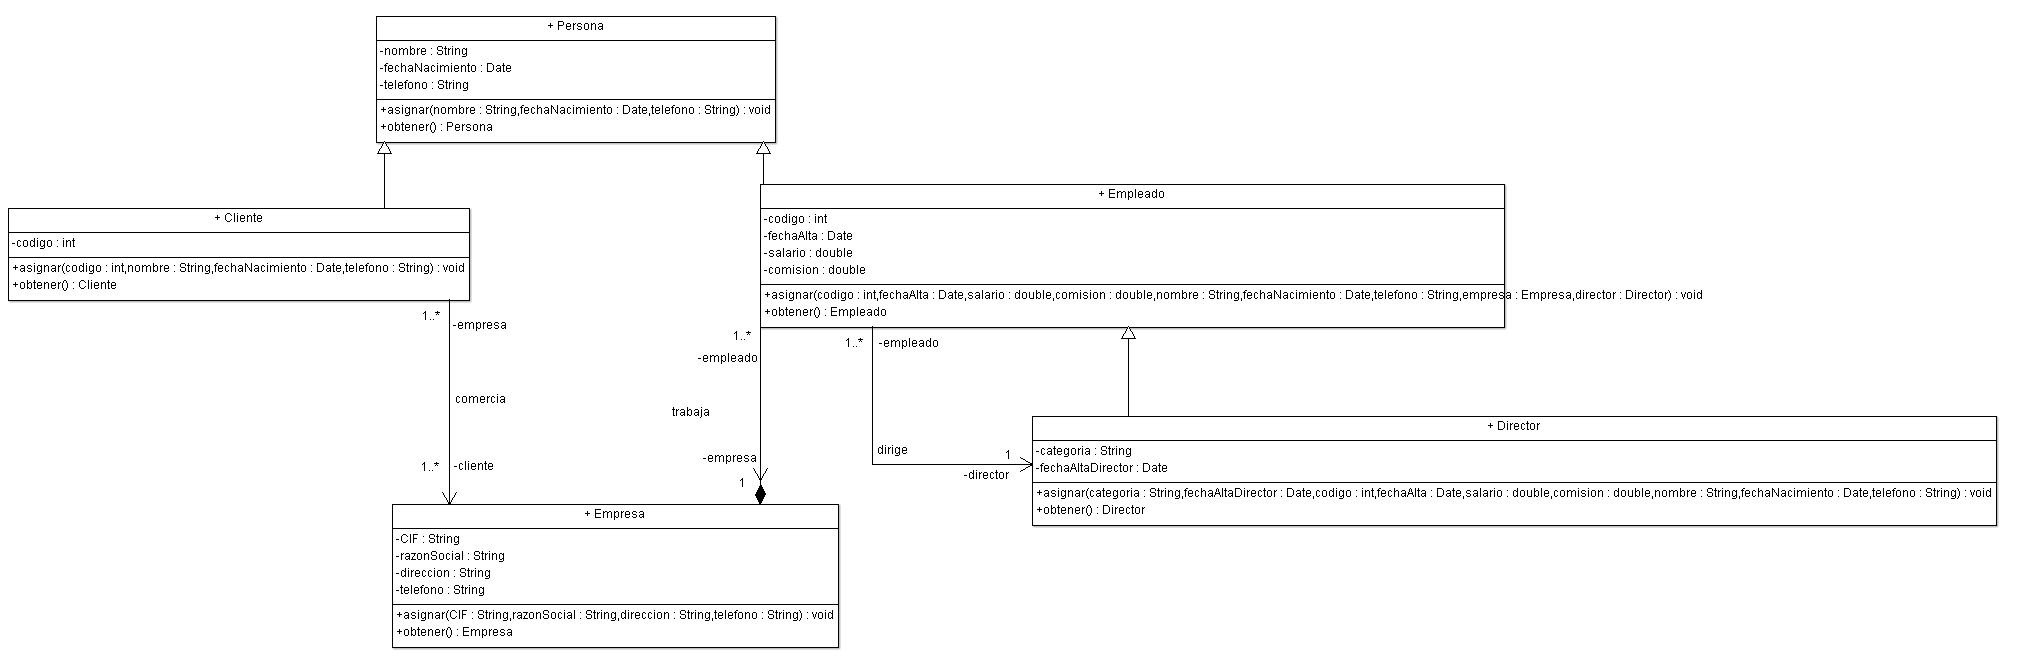 + Persona
-nombre : String
-fechaNacimiento : Date
-telefono : String
+asignar(nombre : String,fechaNacimiento : Date,telefono : String) : void
+obtener() : Persona
+ Cliente
-codigo : int
+asignar(codigo : int,nombre : String,fechaNacimiento : Date,telefono : String) : void
+obtener() : Cliente
+ Empleado
-codigo : int
-fechaAlta : Date
-salario : double
-comision : double
+asignar(codigo : int,fechaAlta : Date,salario : double,comision : double,nombre : String,fechaNacimiento : Date,telefono : String,empresa : Empresa,director : Director) : void
+obtener() : Empleado
1..*
-empresa
comercia
1..*
-cliente
1..*
-empleado
trabaja
-empresa
1
1..*
-empleado
dirige
1
-director
+ Director
-categoria : String
-fechaAltaDirector : Date
+asignar(categoria : String,fechaAltaDirector : Date,codigo : int,fechaAlta : Date,salario : double,comision : double,nombre : String,fechaNacimiento : Date,telefono : String) : void
+obtener() : Director
+ Empresa
-CIF : String
-razonSocial : String
-direccion : String
-telefono : String
+asignar(CIF : String,razonSocial : String,direccion : String,telefono : String) : void
+obtener() : Empresa